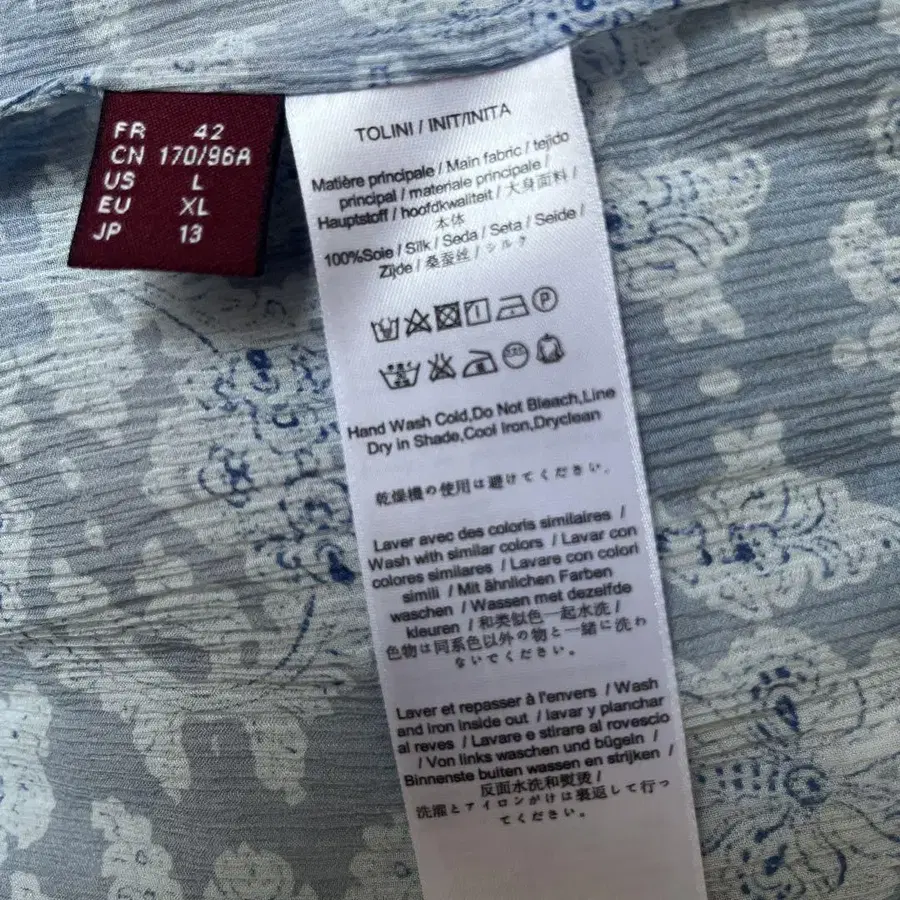 FR 42
CN 170/96A
US L
EU XL
JP 13
TOLINI / INIT/INITA
Matière principale / Main fabric / tejido
principal / materiale principale /
Hauptstoff / hoofdkwaliteit / 大身面料 /
本体
100%Soie / Silk / Seda / Seta / Seide /
Zijde / 桑蚕丝 / シルク
P
Hand Wash Cold,Do Not Bleach,Line
Dry in Shade,Cool Iron,Dryclean
乾燥機の使用は避けてください.
Laver avec des coloris similaires /
Wash with similar colors / Lavar con
colores similares / Lavare con colori
simili / Mit ähnlichen Farben
waschen / Wassen met dezelfde
kleuren / 和类似色一起水洗 /
色物は同系色以外の物と一緒に洗わ
ないでください.
Laver et repasser à l'envers / Wash
and iron inside out / lavar y planchar
al reves / Lavare e stirare al rovescio
/ Von links waschen und bügeln /
Binnenste buiten wassen en strijken /
反面水洗和熨烫 /
洗濯とアイロンがけは裏返して行っ
てください.